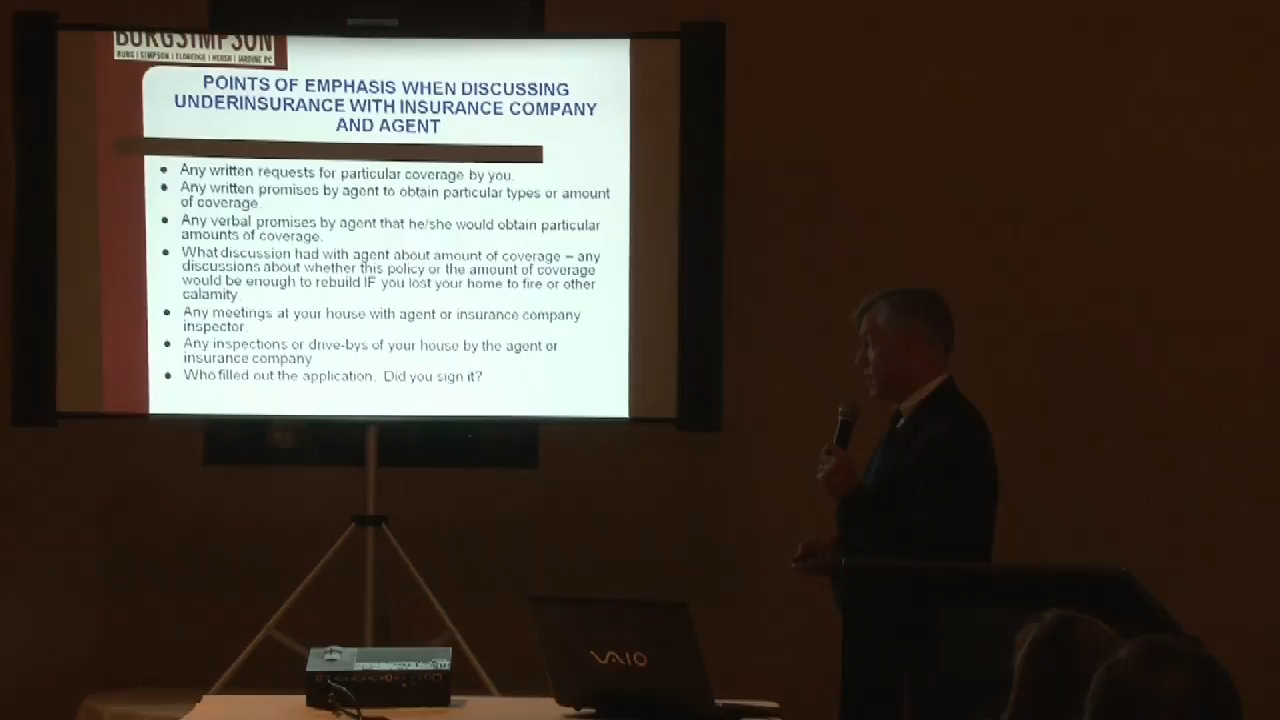 BURGSIMPSON
BURG | SIMPSON | ELDREDGE | HERSH | JARDINE PC
POINTS OF EMPHASIS WHEN DISCUSSING
UNDERINSURANCE WITH INSURANCE COMPANY
AND AGENT
● Any written requests for particular coverage by you.
● Any written promises by agent to obtain particular types or amount
of coverage.
● Any verbal promises by agent that he/she would obtain particular
amounts of coverage.
● What discussion had with agent about amount of coverage – any
discussions about whether this policy or the amount of coverage
would be enough to rebuild IF you lost your home to fire or other
calamity.
● Any meetings at your house with agent or insurance company
inspector.
● Any inspections or drive-bys of your house by the agent or
insurance company
● Who filled out the application. Did you sign it?
VAIO